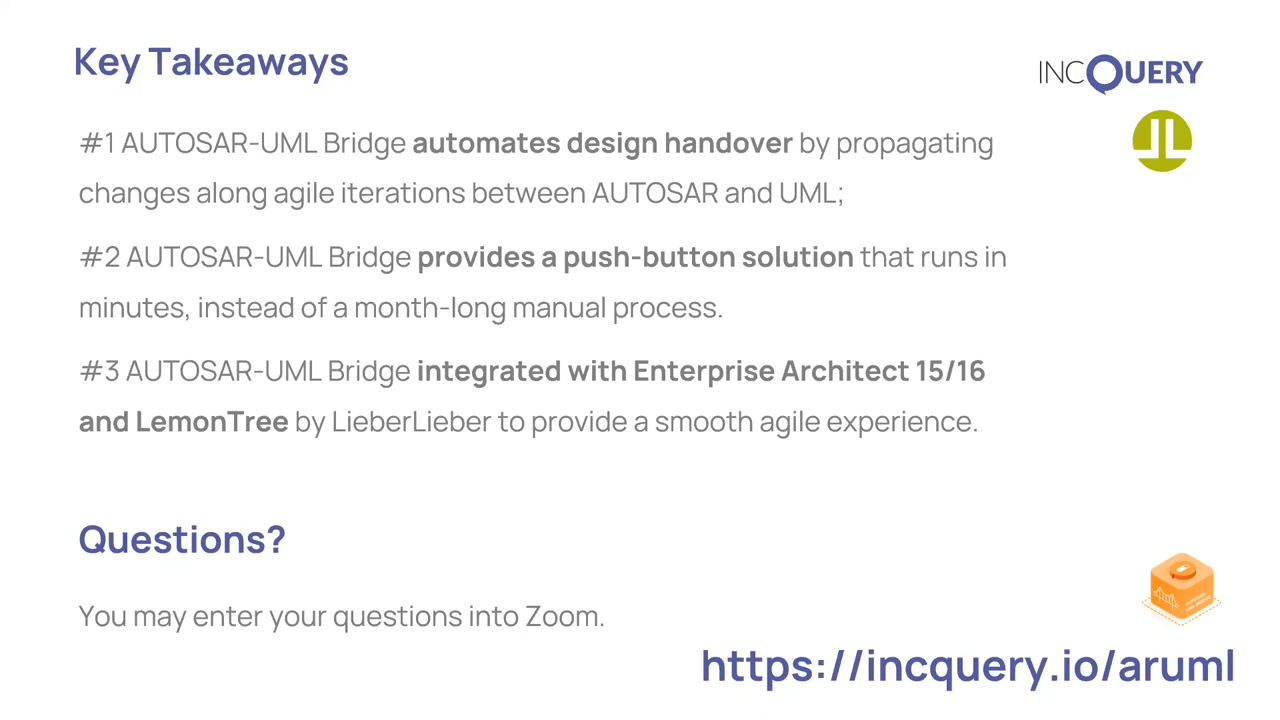 Key Takeaways
INCQUERY
#1 AUTOSAR-UML Bridge automates design handover by propagating
changes along agile iterations between AUTOSAR and UML;
#2 AUTOSAR-UML Bridge provides a push-button solution that runs in
minutes, instead of a month-long manual process.
#3 AUTOSAR-UML Bridge integrated with Enterprise Architect 15/16
and LemonTree by LieberLieber to provide a smooth agile experience.
Questions?
You may enter your questions into Zoom.
https://incquery.io/aruml